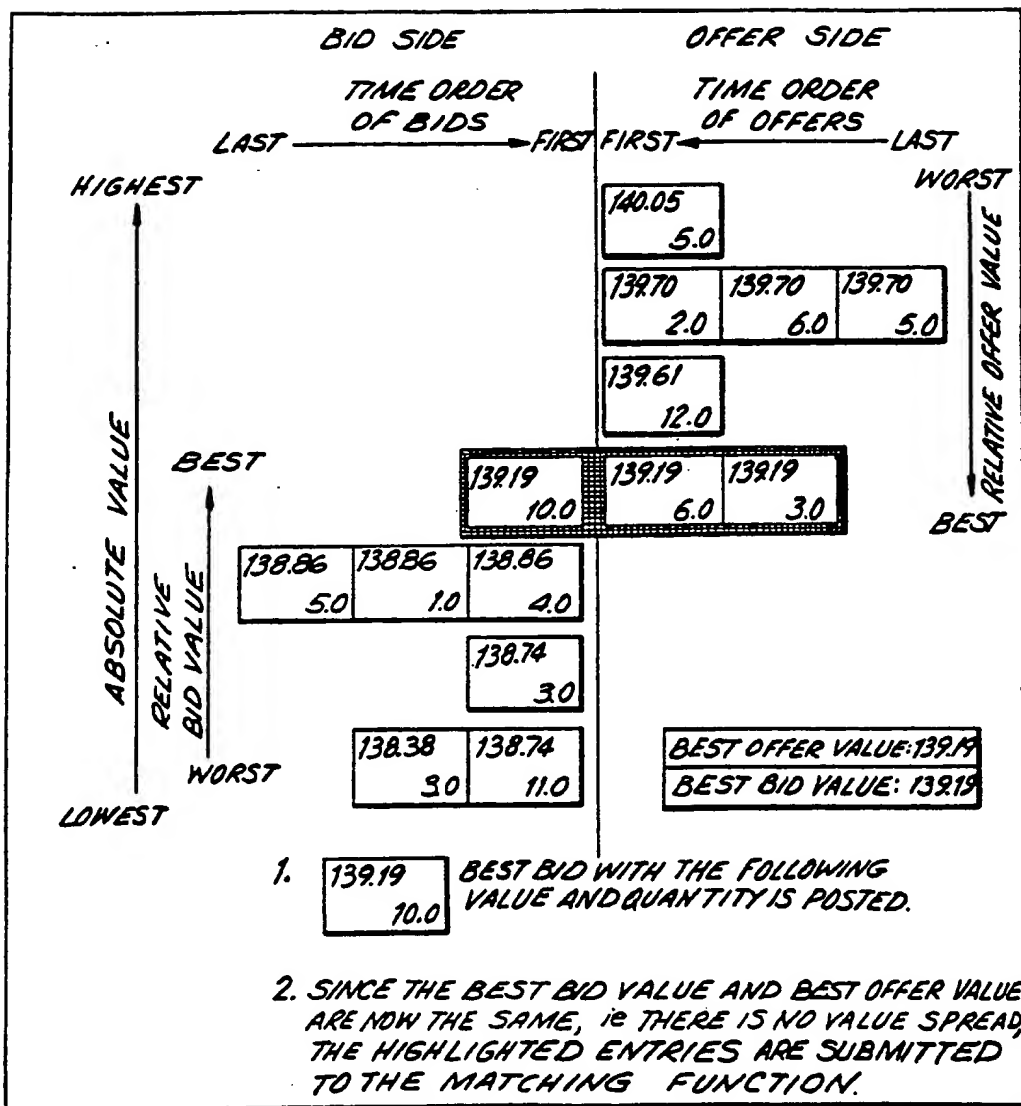 BID SIDE OFFER SIDE
TIME ORDER OF BIDS
TIME ORDER OF OFFERS
LAST FIRST FIRST LAST
HIGHEST
WORST
140.05
5.0
139.70 139.70 139.70
2.0 6.0 5.0
139.61
12.0
RELATIVE OFFER VALUE
BEST
139.19 139.19 139.19
10.0 6.0 3.0
BEST
138.86 138.86 138.86
5.0 1.0 4.0
ABSOLUTE VALUE
RELATIVE
BID VALUE
138.74
3.0
138.38 138.74
9.0 11.0
WORST
LOWEST
BEST OFFER VALUE: 139.19
BEST BID VALUE: 139.19
1. 139.19
10.0
BEST BID WITH THE FOLLOWING
VALUE AND QUANTITY IS POSTED.
2. SINCE THE BEST BID VALUE AND BEST OFFER VALUE
ARE NOW THE SAME, ie THERE IS NO VALUE SPREAD,
THE HIGHLIGHTED ENTRIES ARE SUBMITTED
TO THE MATCHING FUNCTION.